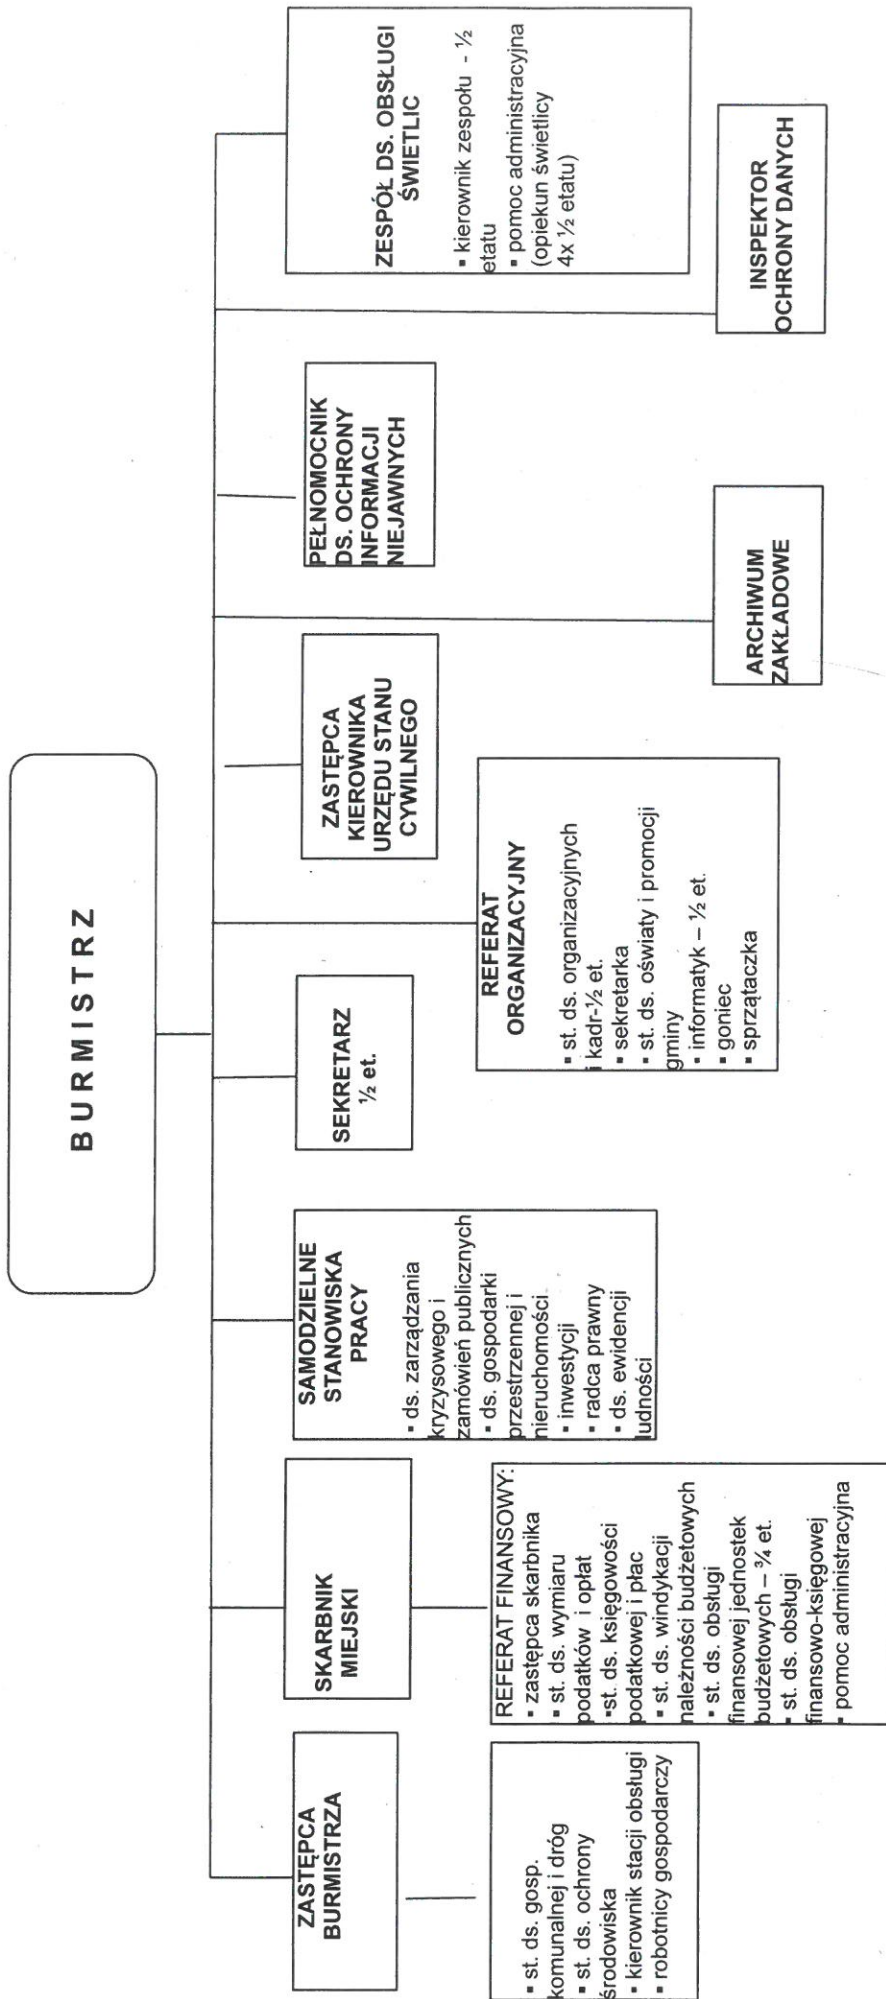 BURMISTRZ
ZASTĘPCA
BURMISTRZA
▪ st. ds. gosp.
komunalnej i dróg
▪ st. ds. ochrony
środowiska
▪ kierownik stacji obsługi
▪ robotnicy gospodarczy
SKARBNIK
MIEJSKI
REFERAT FINANSOWY:
▪ zastępca skarbnika
▪ st. ds. wymiaru
podatków i opłat
▪st. ds. księgowości
podatkowej i płac
▪ st. ds. windykacji
należności budżetowych
▪ st. ds. obsługi
finansowej jednostek
budżetowych – ¾ et.
▪ st. ds. obsługi
finansowo-księgowej
▪ pomoc administracyjna
SAMODZIELNE
STANOWISKA
PRACY
▪ ds. zarządzania
kryzysowego i
zamówień publicznych
▪ ds. gospodarki
przestrzennej i
nieruchomości
▪ inwestycji
▪ radca prawny
▪ ds. ewidencji
ludności
SEKRETARZ
½ et.
REFERAT
ORGANIZACYJNY
▪ st. ds. organizacyjnych
i kadr-½ et.
▪ sekretarka
▪ st. ds. oświaty i promocji
gminy
▪ informatyk – ½ et.
▪ goniec
▪ sprzątaczka
ZASTĘPCA
KIEROWNIKA
URZĘDU STANU
CYWILNEGO
ARCHIWUM
ZAKŁADOWE
PEŁNOMOCNIK
DS. OCHRONY
INFORMACJI
NIEJAWNYCH
INSPEKTOR
OCHRONY DANYCH
ZESPÓŁ DS. OBSŁUGI
ŚWIETLIC
▪ kierownik zespołu - ½
etatu
▪ pomoc administracyjna
(opiekun świetlicy
4x ½ etatu)